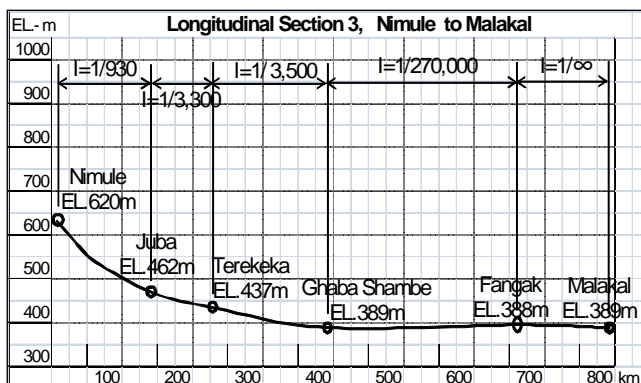 EL.- m
Longitudinal Section 3, Nimule to Malakal
1000
900
800
700
600
500
400
300
I=1/930
I=1/3,300
I=1/3,500
I=1/270,000
I=1/∞
Nimule
EL.620m
Juba
EL.462m
Terekeka
EL.437m
Ghaba Shambe
EL.389m
Fangak
EL.388m
Malakal
EL.389m
100 200 300 400 500 600 700 800 km